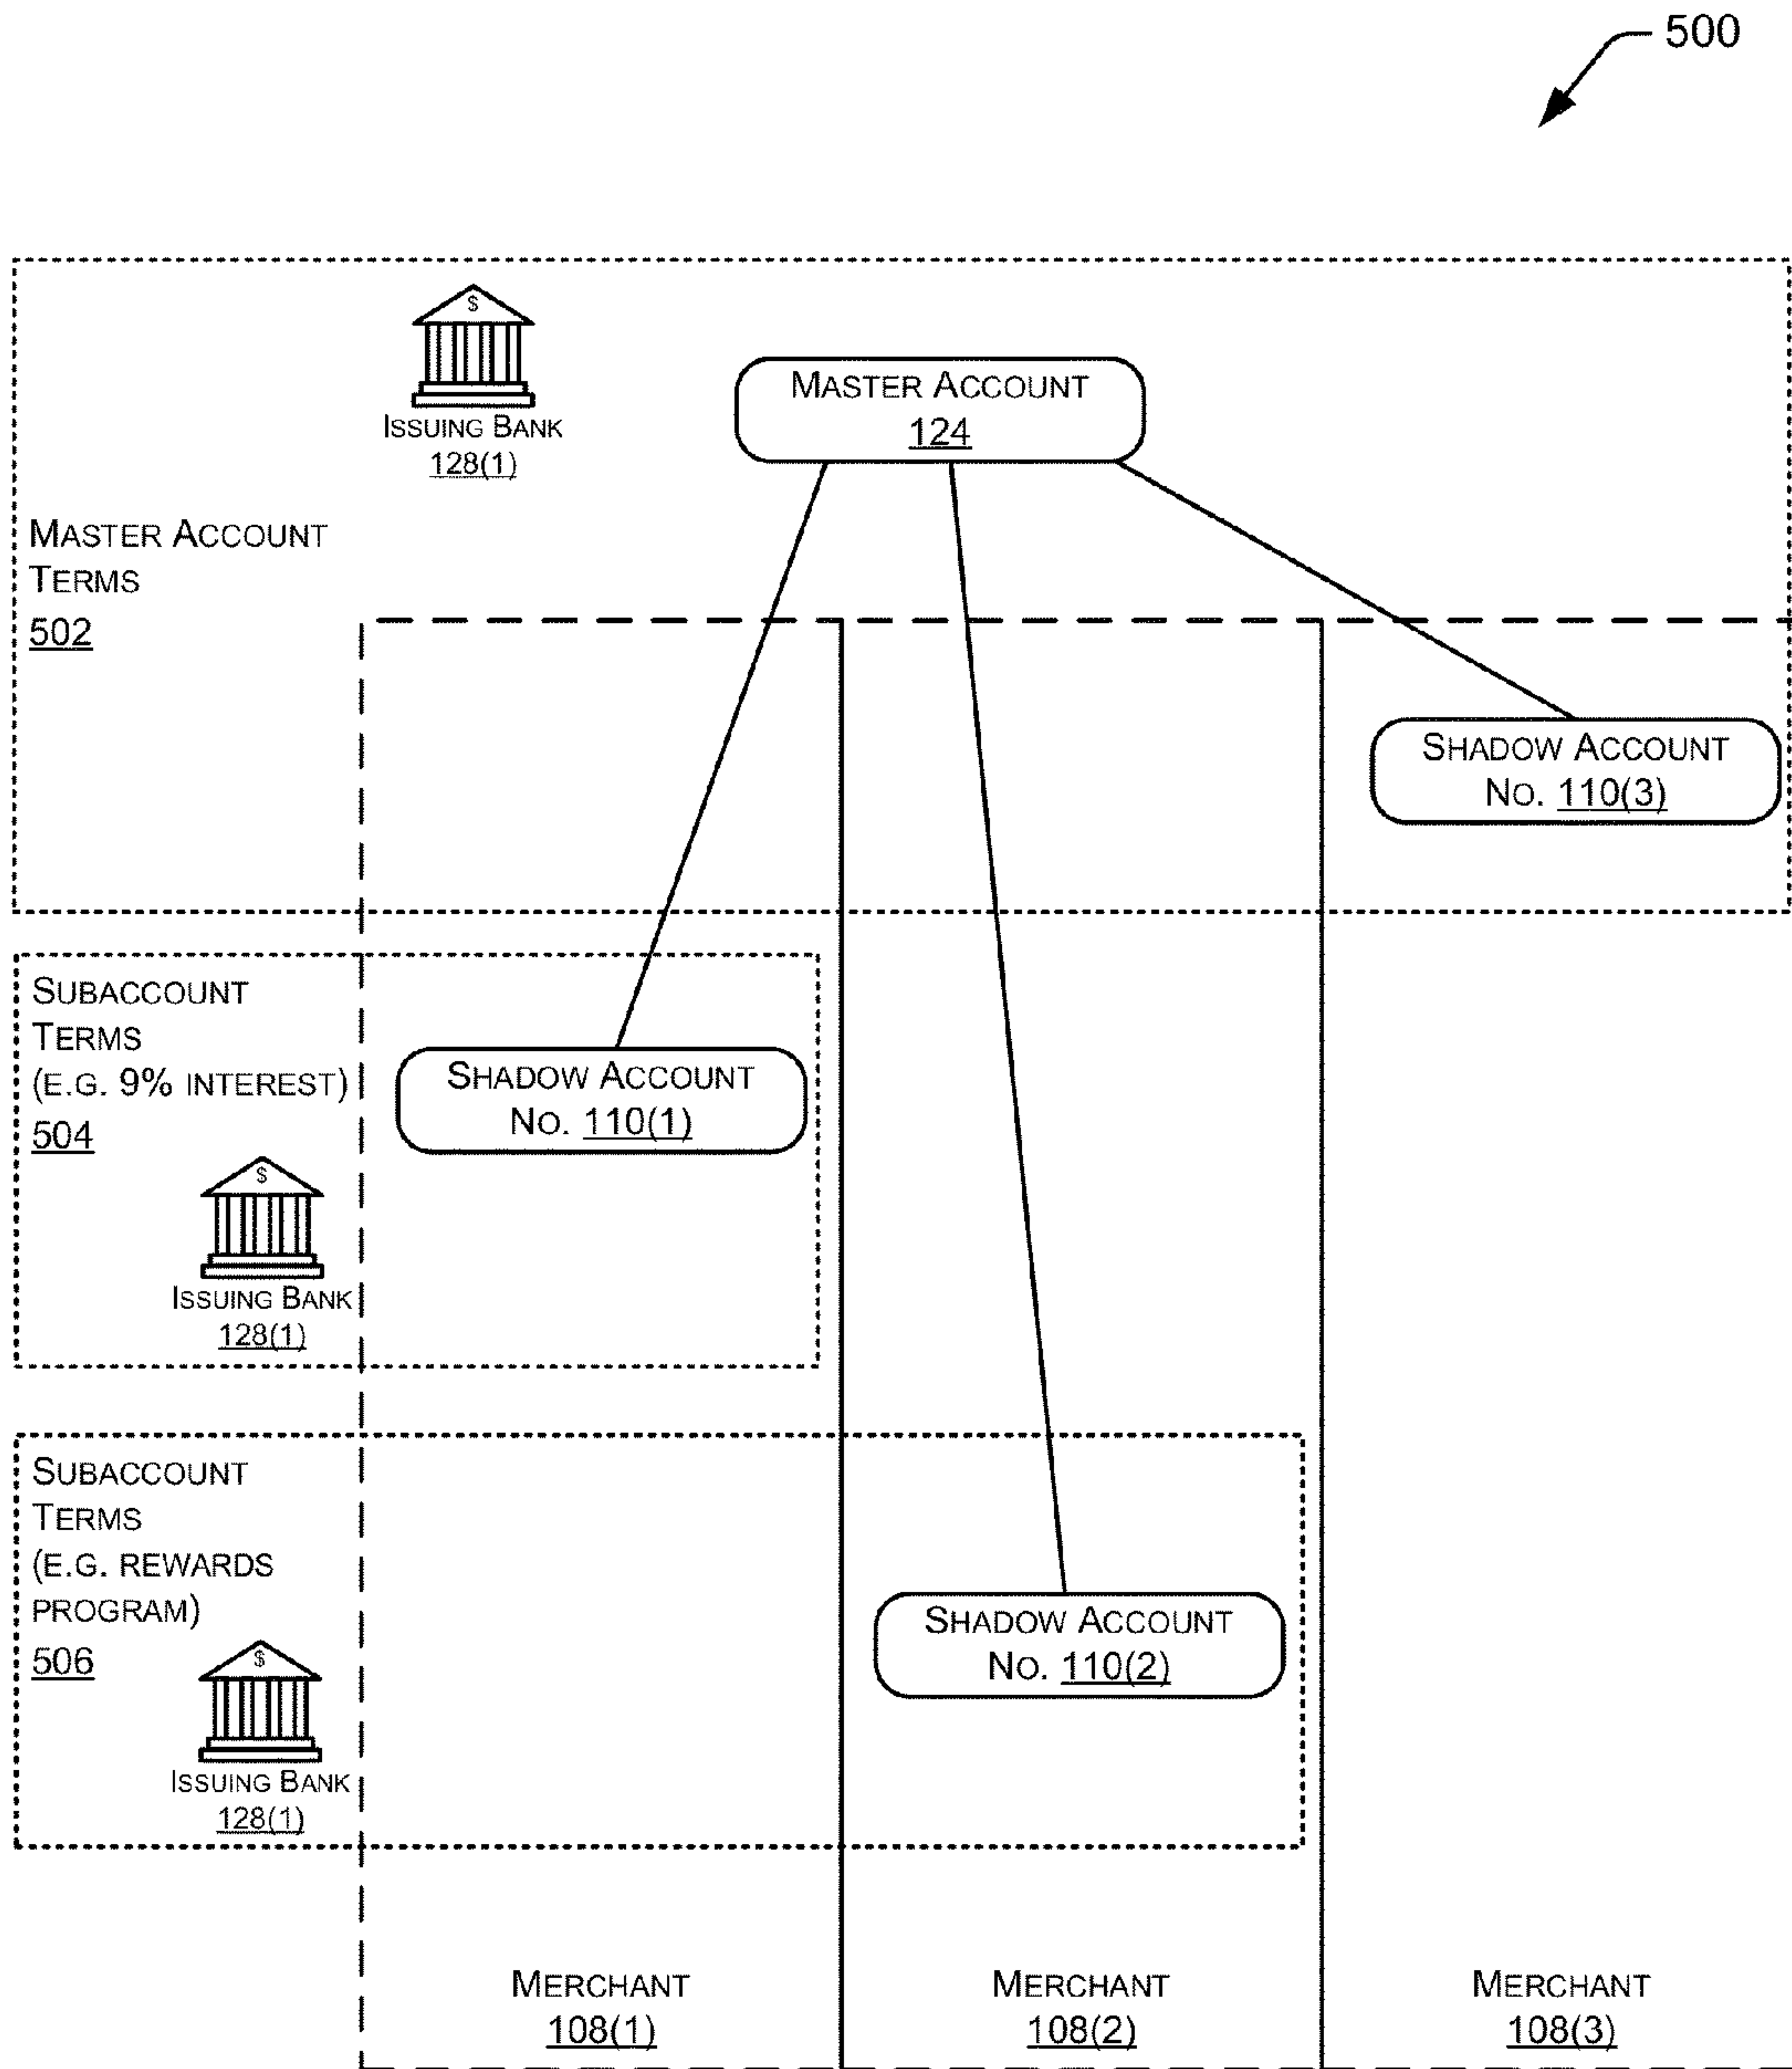 500
$
ISSUING BANK
128(1)
MASTER ACCOUNT
124
MASTER ACCOUNT
TERMS
502
SHADOW ACCOUNT
NO. 110(3)
SUBACCOUNT
TERMS
(E.G. 9% INTEREST)
504
SHADOW ACCOUNT
NO. 110(1)
$
ISSUING BANK
128(1)
SUBACCOUNT
TERMS
(E.G. REWARDS
PROGRAM)
506
SHADOW ACCOUNT
NO. 110(2)
$
ISSUING BANK
128(1)
MERCHANT
108(1)
MERCHANT
108(2)
MERCHANT
108(3)